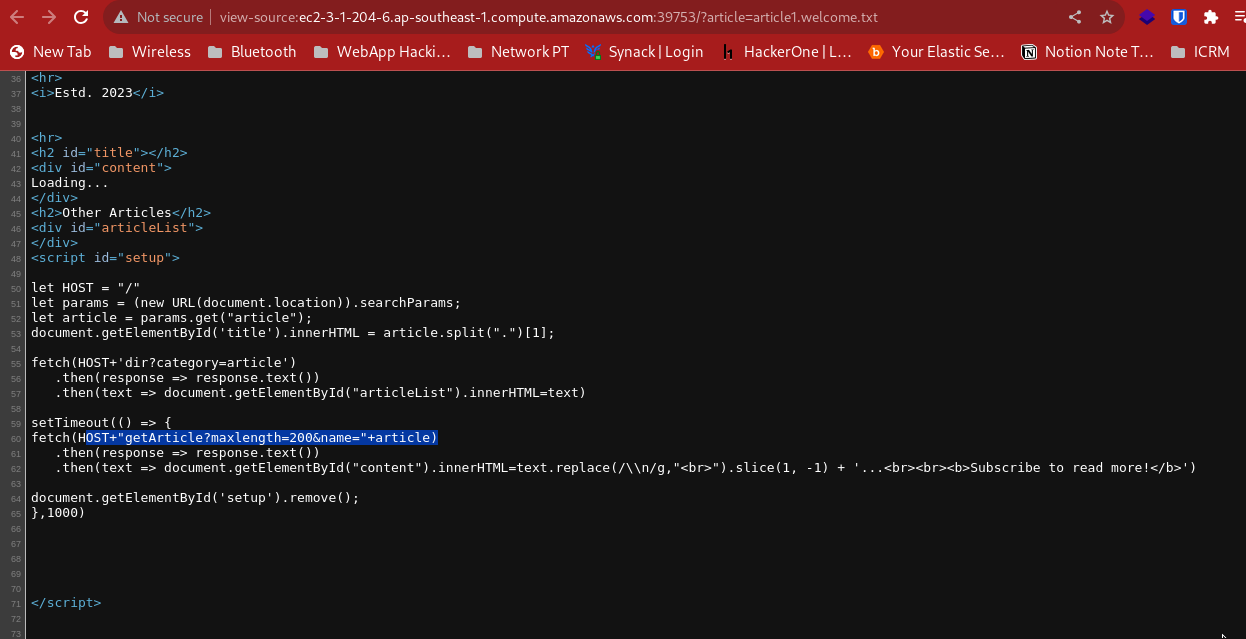 Not secure | view-source:ec2-3-1-204-6.ap-southeast-1.compute.amazonaws.com:39753/?article=article1.welcome.txt
New Tab Wireless Bluetooth WebApp Hacki... Network PT Synack | Login HackerOne | L... Your Elastic Se... Notion Note T... ICRM
36 <hr>
37 <i>Estd. 2023</i>
38
39
40 <hr>
41 <h2 id="title"></h2>
42 <div id="content">
43 Loading...
44 </div>
45 <h2>Other Articles</h2>
46 <div id="articleList">
47 </div>
48 <script id="setup">
49
50 let HOST = "/"
51 let params = (new URL(document.location)).searchParams;
52 let article = params.get("article");
53 document.getElementById('title').innerHTML = article.split(".")[1];
54
55 fetch(HOST+'dir?category=article')
56    .then(response => response.text())
57    .then(text => document.getElementById("articleList").innerHTML=text)
58
59 setTimeout(() => {
60 fetch(HOST+"getArticle?maxlength=200&name="+article)
61    .then(response => response.text())
62    .then(text => document.getElementById("content").innerHTML=text.replace(/\\n/g,"<br>").slice(1, -1) + '...<br><br><b>Subscribe to read more!</b>')
63
64 document.getElementById('setup').remove();
65 },1000)
66
67
68
69
70
71 </script>
72
73